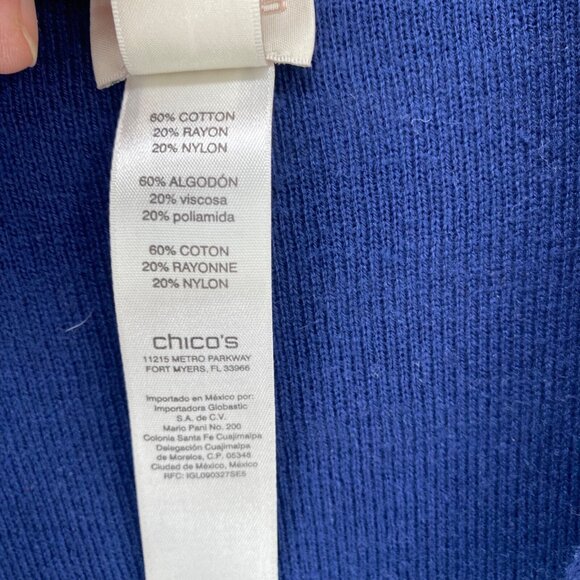 60% COTTON
20% RAYON
20% NYLON
60% ALGODÓN
20% viscosa
20% poliamida
60% COTON
20% RAYONNE
20% NYLON
chico's
11215 METRO PARKWAY
FORT MYERS, FL 33966
Importado en México por:
Importadora Globastic
S.A. de C.V.
Mario Pani No. 200
Colonia Santa Fe Cuajimalpa
Delegación Cuajimalpa
de Morelos, C.P. 05348
Ciudad de México, México
RFC: IGL090327SE5